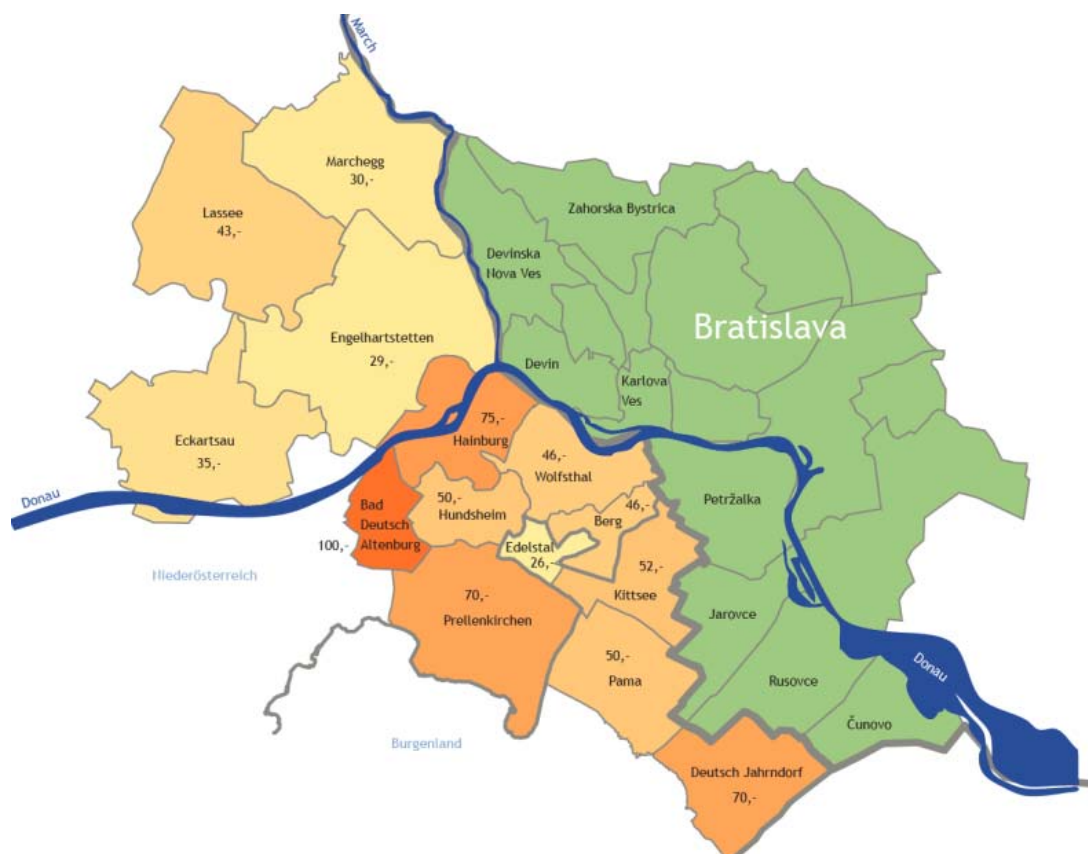 March
Marchegg
30,-
Lassee
43,-
Zahorska Bystrica
Devinska
Nova Ves
Bratislava
Engelhartstetten
29,-
Devin
Karlova
Ves
Eckartsau
35,-
75,-
Hainburg
46,-
Wolfsthal
Donau
50,-
Hundsheim
46,-
Berg
Petržalka
Bad
Deutsch
Altenburg
100,-
Edelstal
26,-
52,-
Kittsee
Niederösterreich
70,-
Prellenkirchen
Jarovce
50,-
Pama
Rusovce
Donau
Čunovo
Burgenland
Deutsch Jahrndorf
70,-